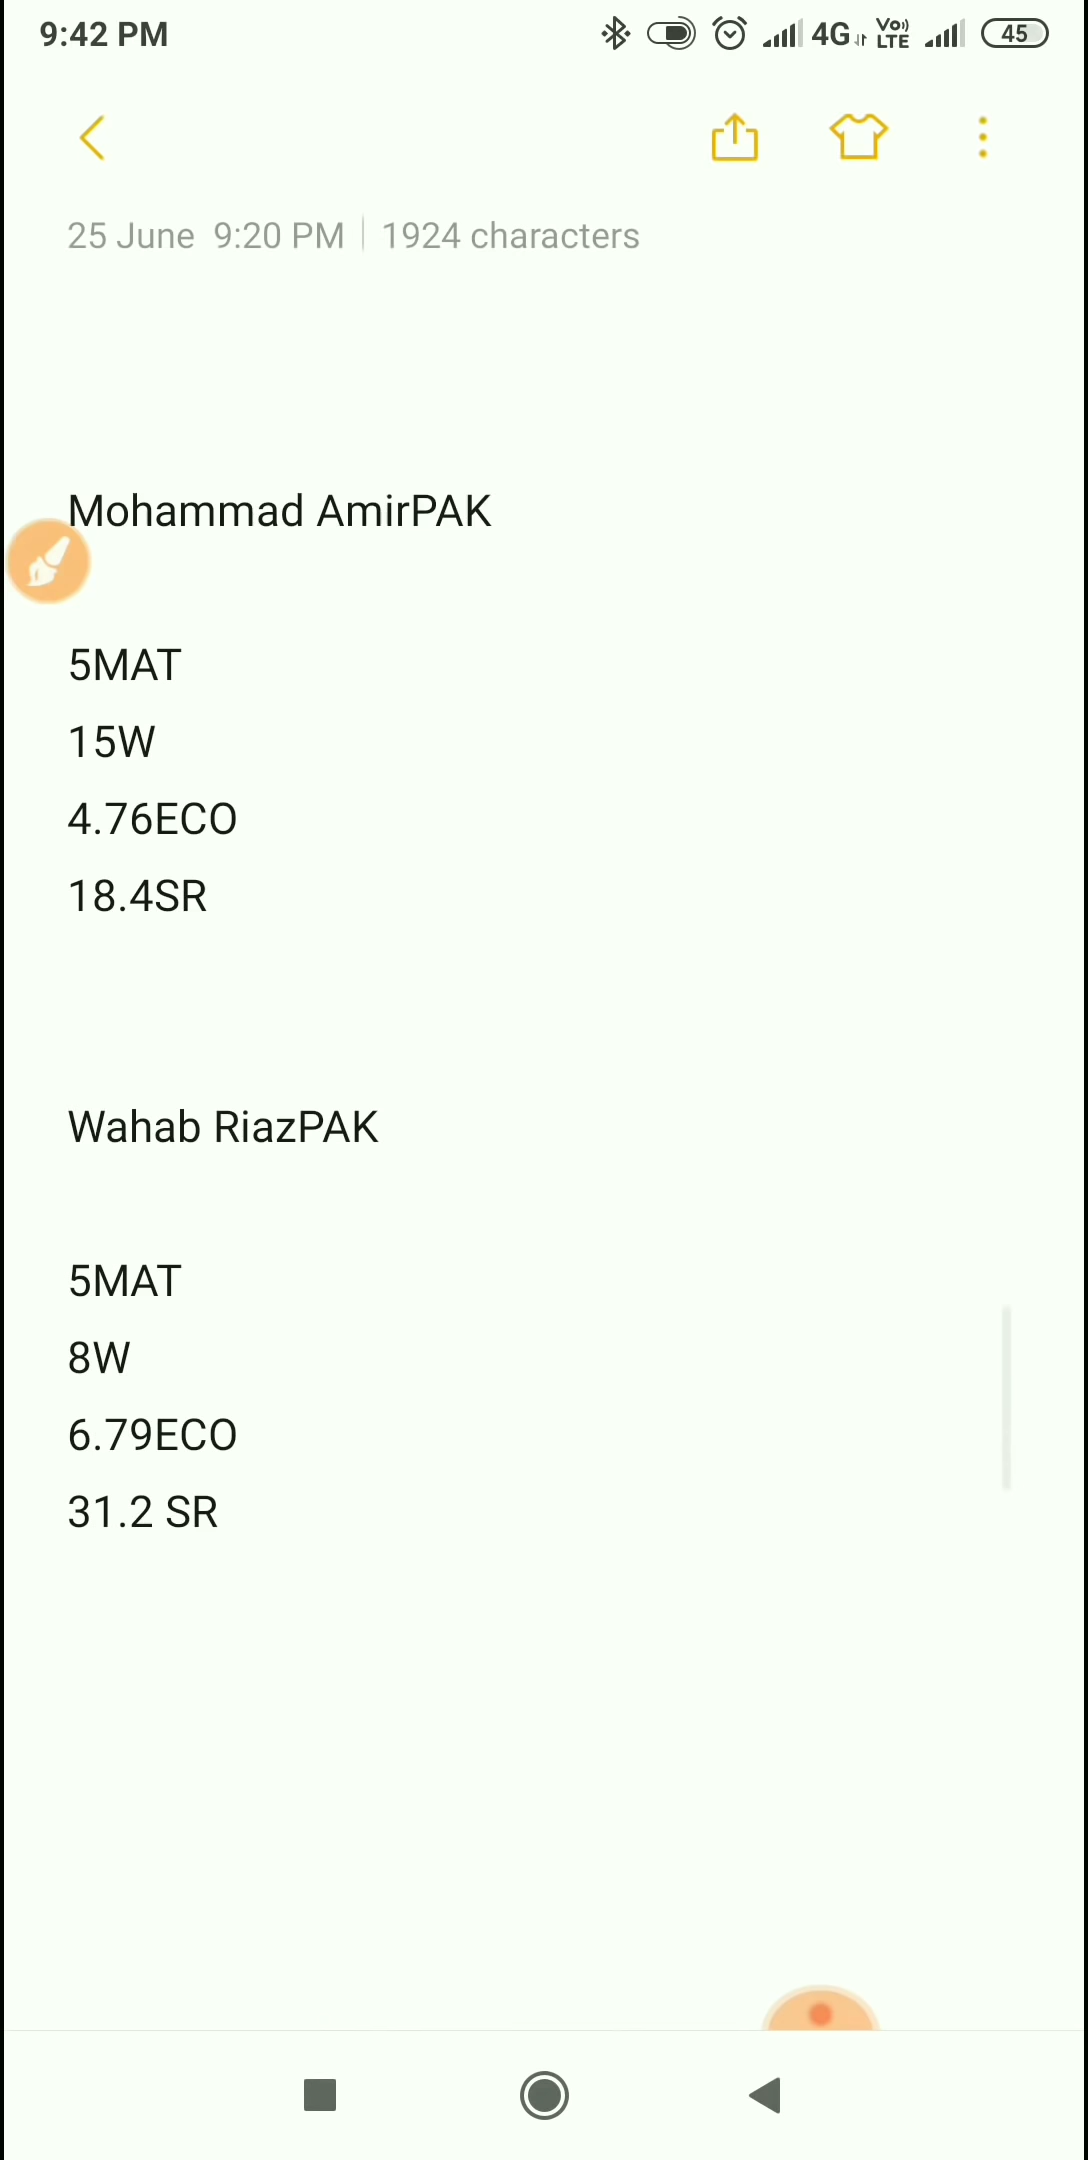 9:42 PM
4G VoLTE 45
25 June 9:20 PM | 1924 characters
Mohammad AmirPAK
5MAT
15W
4.76ECO
18.4SR
Wahab RiazPAK
5MAT
8W
6.79ECO
31.2 SR